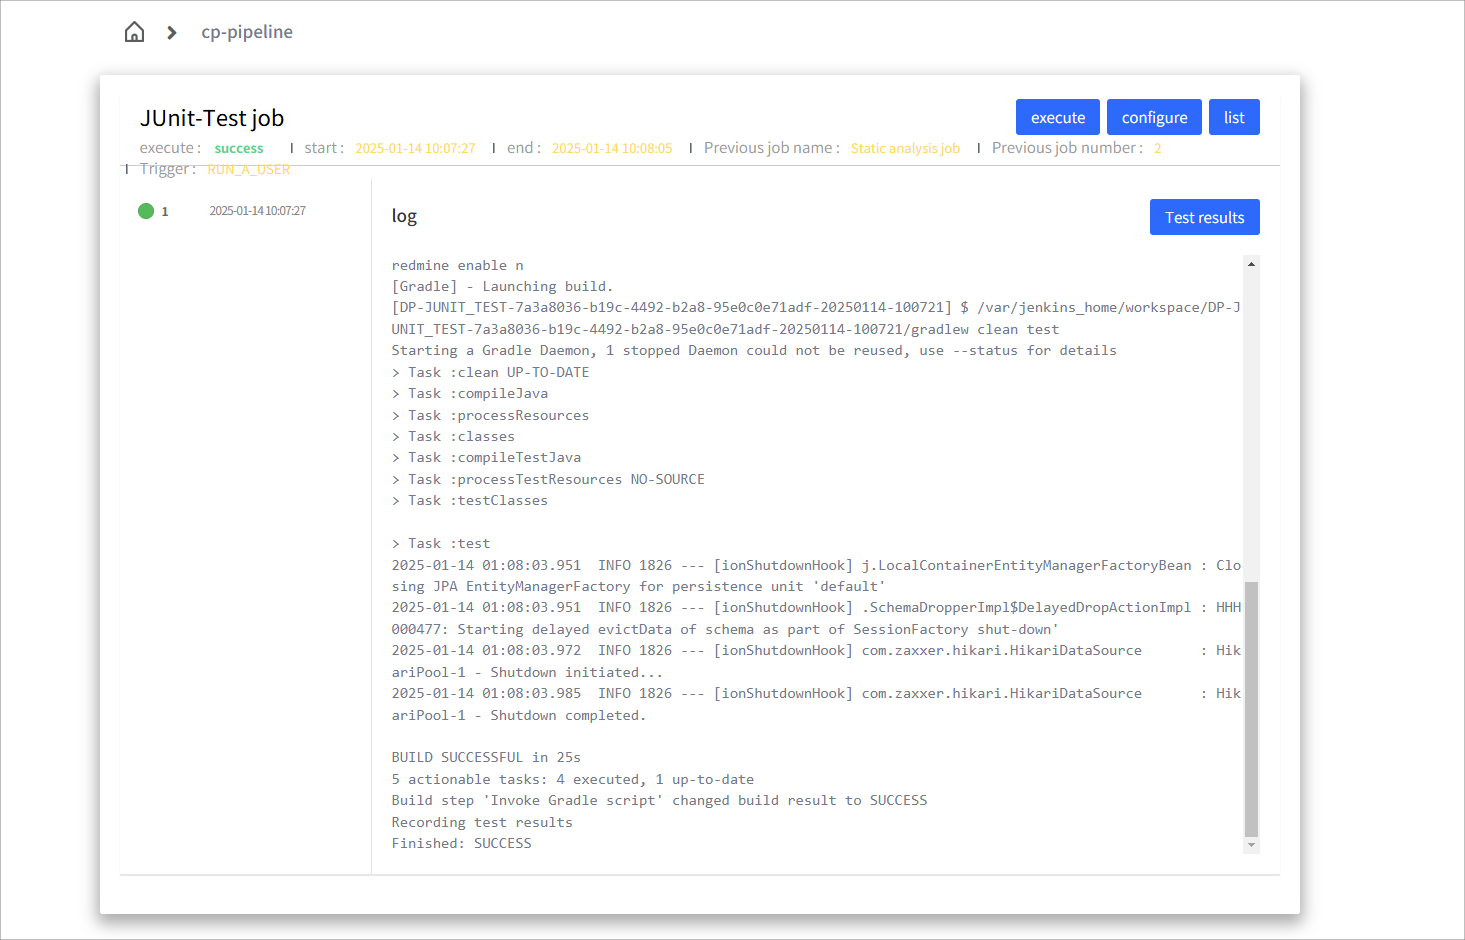 cp-pipeline
JUnit-Test job
execute configure list
execute : success | start : 2025-01-14 10:07:27 | end : 2025-01-14 10:08:05 | Previous job name : Static analysis job | Previous job number : 2
| Trigger : RUN_A_USER
1 2025-01-14 10:07:27
log
Test results
redmine enable n
[Gradle] - Launching build.
[DP-JUNIT_TEST-7a3a8036-b19c-4492-b2a8-95e0c0e71adf-20250114-100721] $ /var/jenkins_home/workspace/DP-J
UNIT_TEST-7a3a8036-b19c-4492-b2a8-95e0c0e71adf-20250114-100721/gradlew clean test
Starting a Gradle Daemon, 1 stopped Daemon could not be reused, use --status for details
> Task :clean UP-TO-DATE
> Task :compileJava
> Task :processResources
> Task :classes
> Task :compileTestJava
> Task :processTestResources NO-SOURCE
> Task :testClasses
> Task :test
2025-01-14 01:08:03.951  INFO 1826 --- [ionShutdownHook] j.LocalContainerEntityManagerFactoryBean : Clo
sing JPA EntityManagerFactory for persistence unit 'default'
2025-01-14 01:08:03.951  INFO 1826 --- [ionShutdownHook] .SchemaDropperImpl$DelayedDropActionImpl : HHH
000477: Starting delayed evictData of schema as part of SessionFactory shut-down'
2025-01-14 01:08:03.972  INFO 1826 --- [ionShutdownHook] com.zaxxer.hikari.HikariDataSource       : Hik
ariPool-1 - Shutdown initiated...
2025-01-14 01:08:03.985  INFO 1826 --- [ionShutdownHook] com.zaxxer.hikari.HikariDataSource       : Hik
ariPool-1 - Shutdown completed.
BUILD SUCCESSFUL in 25s
5 actionable tasks: 4 executed, 1 up-to-date
Build step 'Invoke Gradle script' changed build result to SUCCESS
Recording test results
Finished: SUCCESS